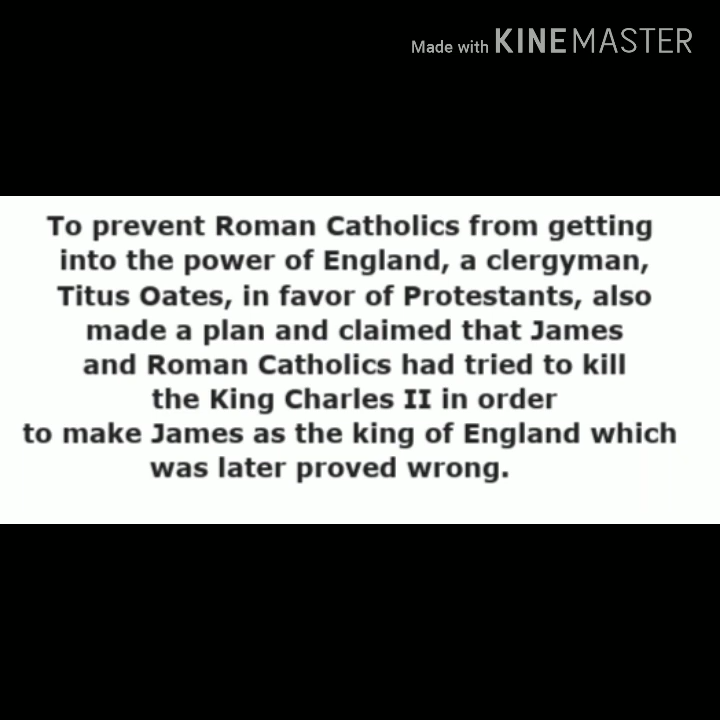 Made with KINEMASTER
To prevent Roman Catholics from getting
into the power of England, a clergyman,
Titus Oates, in favor of Protestants, also
made a plan and claimed that James
and Roman Catholics had tried to kill
the King Charles II in order
to make James as the king of England which
was later proved wrong.